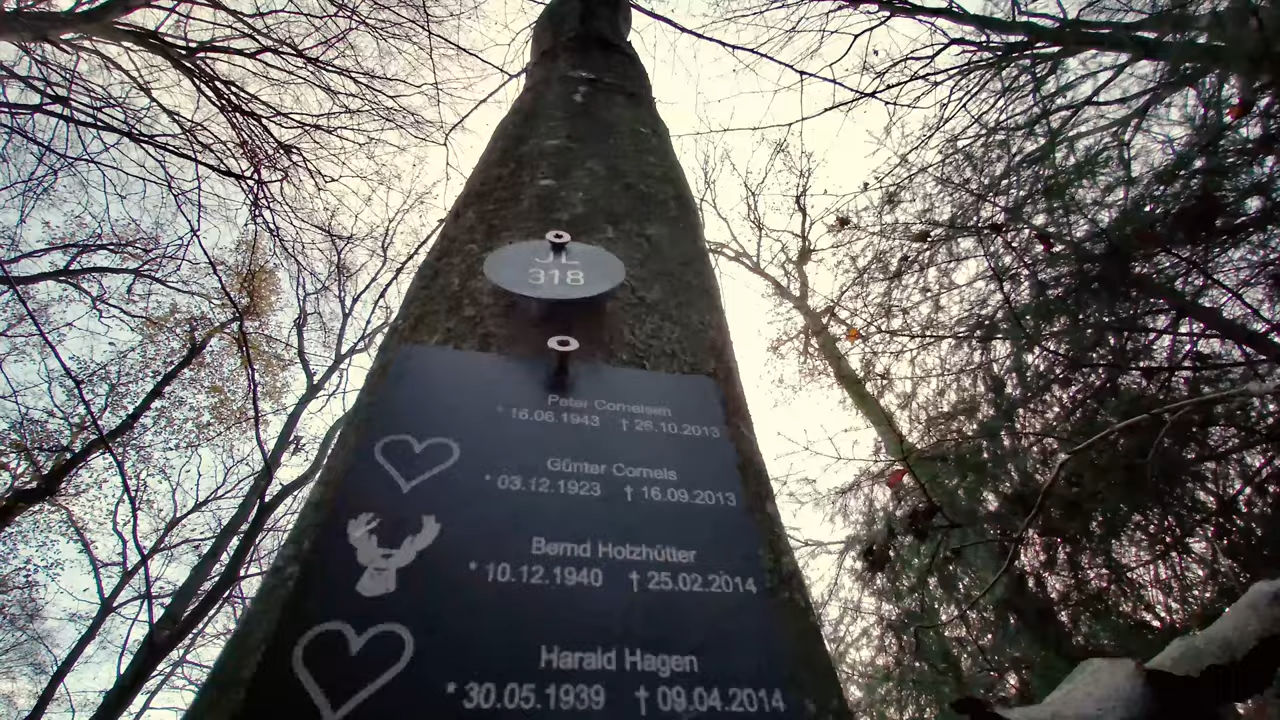 JL
318
Peter Cornelsen
* 16.06.1943 † 26.10.2013
Günter Cornels
* 03.12.1923 † 16.09.2013
Bernd Holzhütter
* 10.12.1940 † 25.02.2014
Harald Hagen
* 30.05.1939 † 09.04.2014